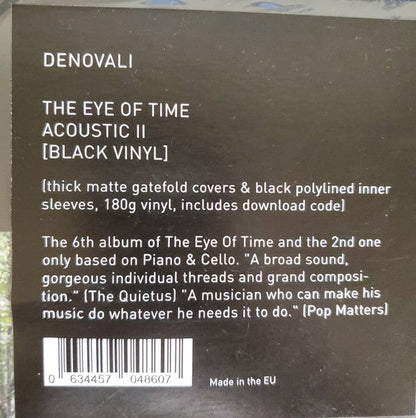 DENOVALI
THE EYE OF TIME
ACOUSTIC II
[BLACK VINYL]
(thick matte gatefold covers & black polylined inner
sleeves, 180g vinyl, includes download code)
The 6th album of The Eye Of Time and the 2nd one
only based on Piano & Cello. "A broad sound,
gorgeous individual threads and grand composi-
tion." (The Quietus) "A musician who can make his
music do whatever he needs it to do." (Pop Matters)
0 634457 048607
Made in the EU